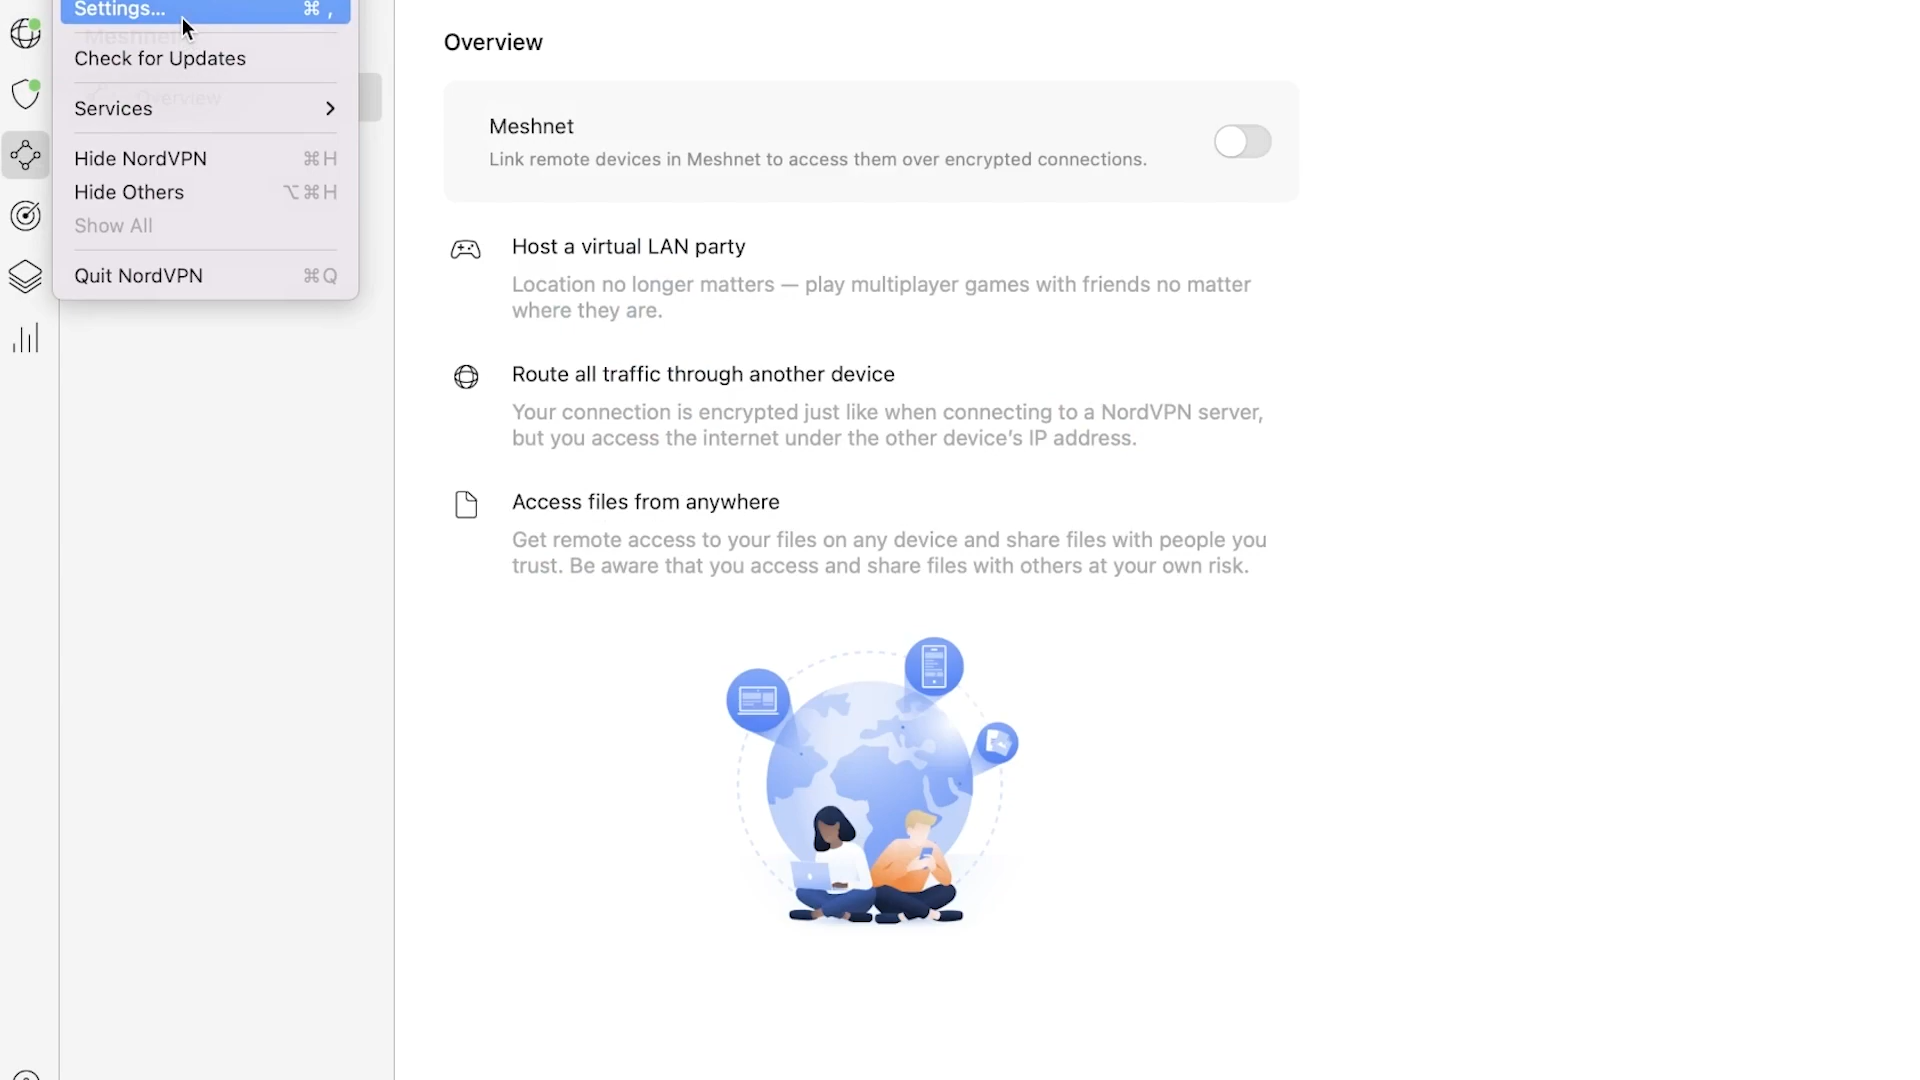 Settings... ⌘ ,
Meshnet
Check for Updates
Overview
Services
Hide NordVPN ⌘H
Hide Others ⌥⌘H
Show All
Quit NordVPN ⌘Q
Overview
Meshnet
Link remote devices in Meshnet to access them over encrypted connections.
Host a virtual LAN party
Location no longer matters — play multiplayer games with friends no matter
where they are.
Route all traffic through another device
Your connection is encrypted just like when connecting to a NordVPN server,
but you access the internet under the other device's IP address.
Access files from anywhere
Get remote access to your files on any device and share files with people you
trust. Be aware that you access and share files with others at your own risk.